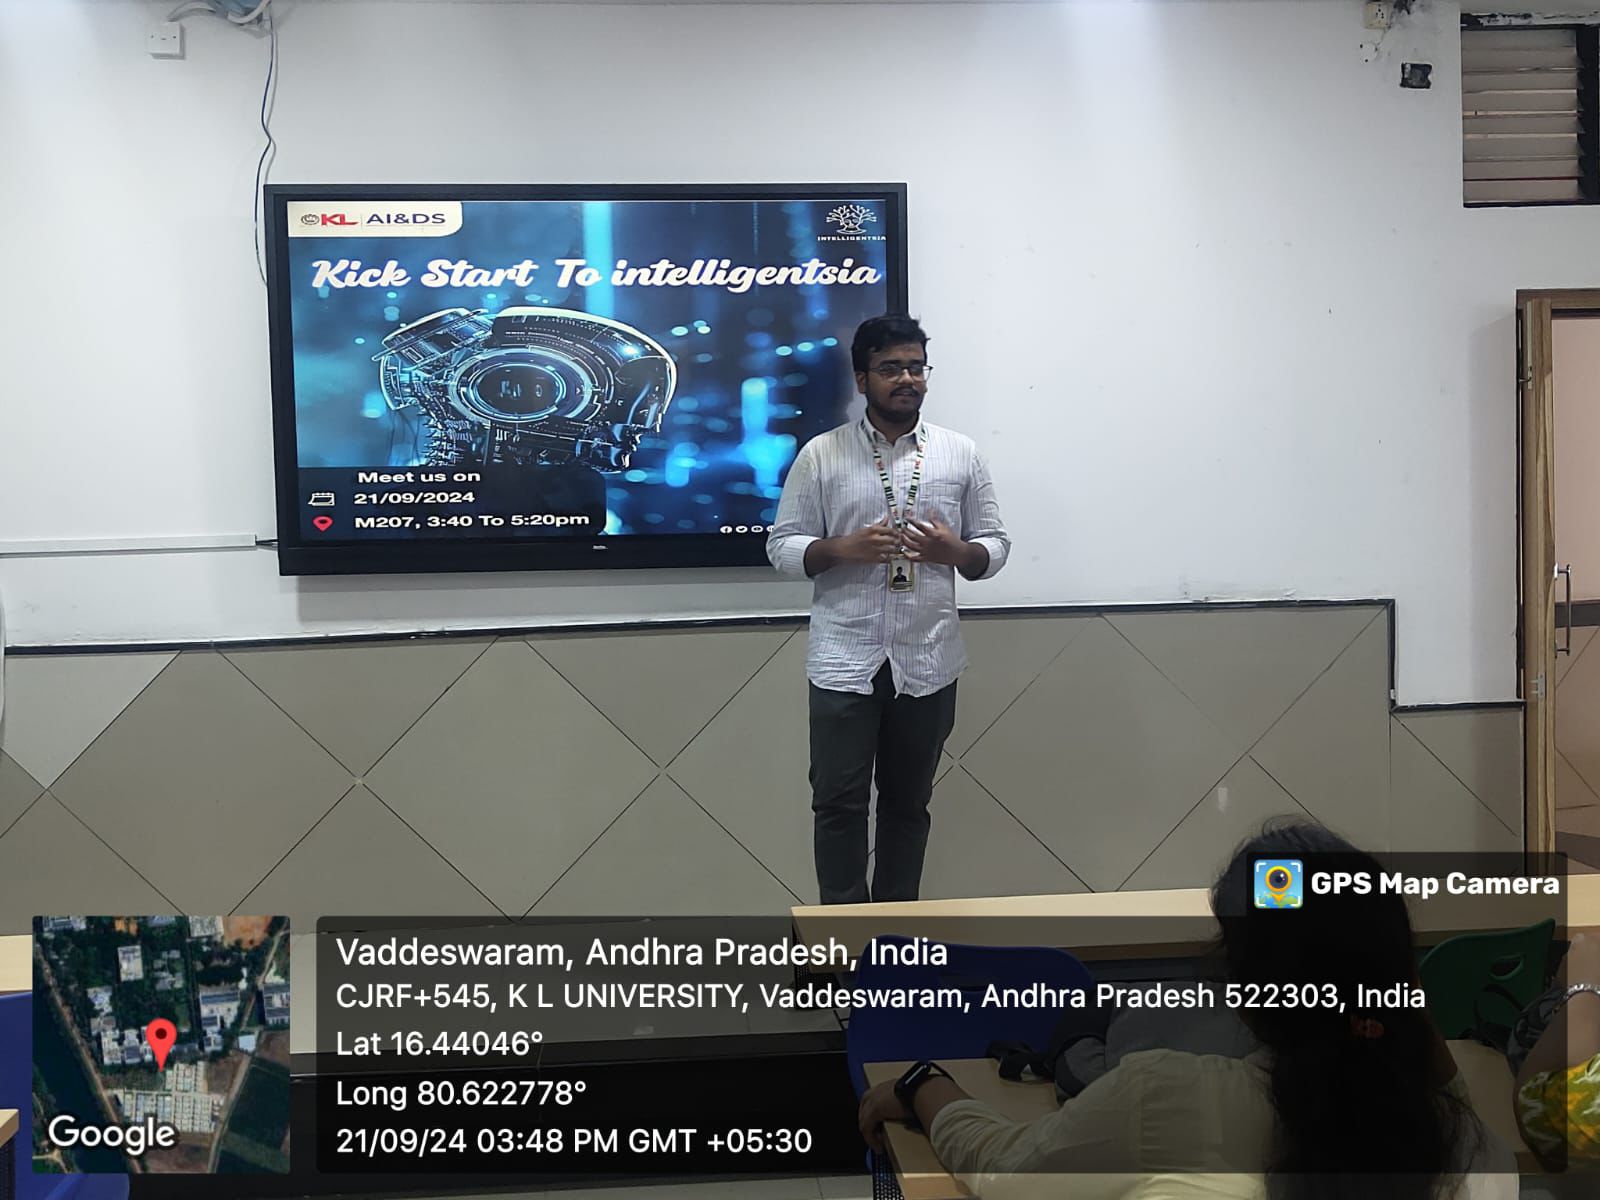 KL AI&DS
INTELLIGENTSIA
Kick Start To intelligentsia
Meet us on
21/09/2024
M207, 3:40 To 5:20pm
GPS Map Camera
Vaddeswaram, Andhra Pradesh, India
CJRF+545, K L UNIVERSITY, Vaddeswaram, Andhra Pradesh 522303, India
Lat 16.44046°
Long 80.622778°
21/09/24 03:48 PM GMT +05:30
Google